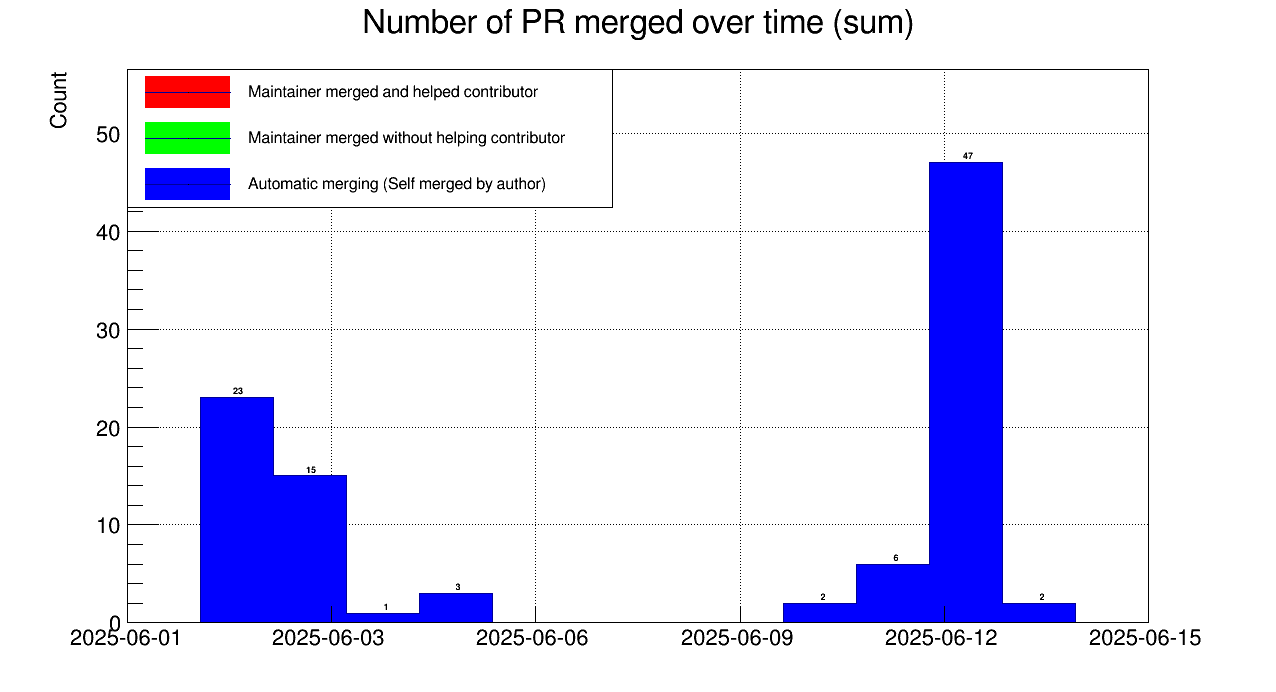 Number of PR merged over time (sum)
Count
Maintainer merged and helped contributor
Maintainer merged without helping contributor
Automatic merging (Self merged by author)
50
40
30
20
10
0
47
23
15
1
3
2
6
2
2025-06-01 2025-06-03 2025-06-06 2025-06-09 2025-06-12 2025-06-15